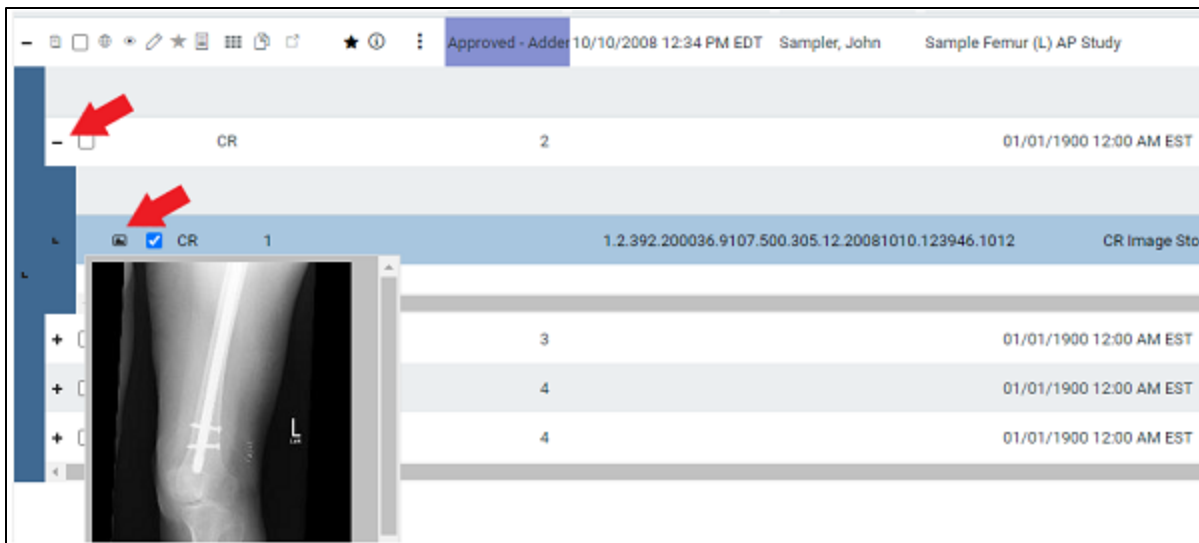 Approved - Adder 10/10/2008 12:34 PM EDT Sampler, John Sample Femur (L) AP Study
CR 2 01/01/1900 12:00 AM EST
CR 1 1.2.392.200036.9107.500.305.12.20081010.123946.1012 CR Image Sto
L
3 01/01/1900 12:00 AM EST
4 01/01/1900 12:00 AM EST
4 01/01/1900 12:00 AM EST